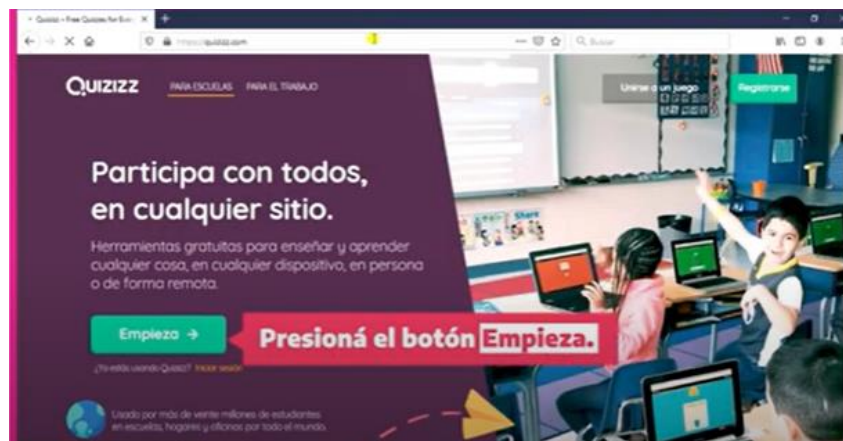 Quizizz – Free Quizzes for Every
https://quizizz.com
Buscar
QUIZIZZ
PARA ESCUELAS PARA EL TRABAJO
Unirse a un juego
Registrarse
Participa con todos,
en cualquier sitio.
Herramientas gratuitas para enseñar y aprender
cualquier cosa, en cualquier dispositivo, en persona
o de forma remota.
Empieza →
Presioná el botón Empieza.
¿Ya estás usando Quizizz? Iniciar sesión
Usado por más de veinte millones de estudiantes
en escuelas, hogares y oficinas por todo el mundo.
Share